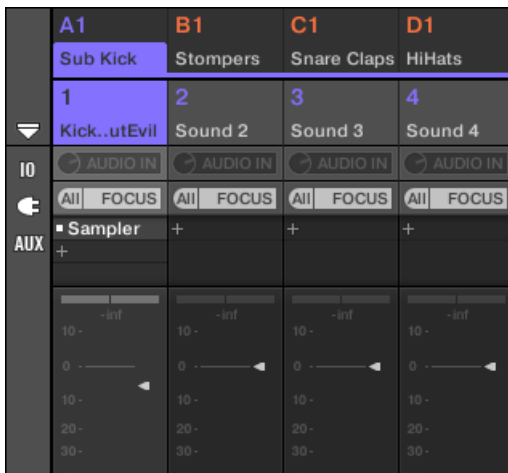 A1 B1 C1 D1
Sub Kick Stompers Snare Claps HiHats
1 2 3 4
Kick..utEvil Sound 2 Sound 3 Sound 4
IO AUDIO IN AUDIO IN AUDIO IN AUDIO IN
All FOCUS All FOCUS All FOCUS All FOCUS
Sampler + + +
AUX +
-inf -inf -inf -inf
10- 10- 10- 10-
0 - 0 - 0 - 0 -
10- 10- 10- 10-
20- 20- 20- 20-
30- 30- 30- 30-